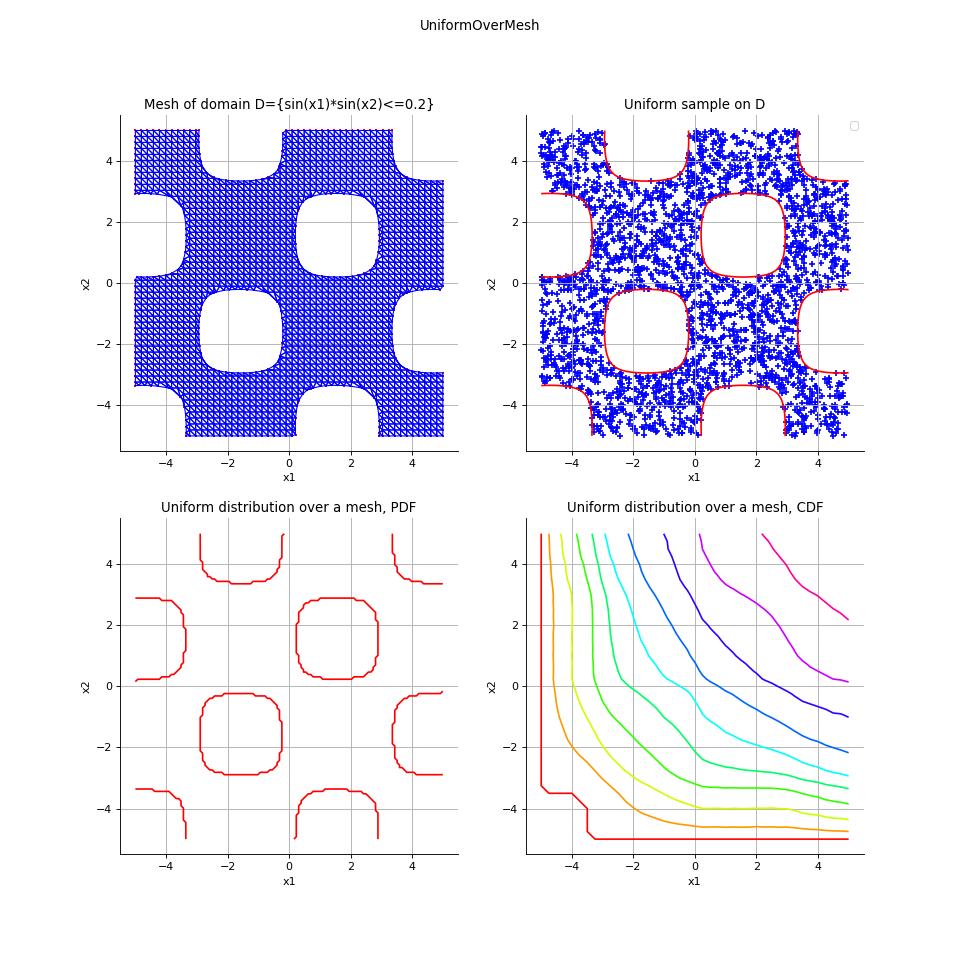 UniformOverMesh
Mesh of domain D={sin(x1)*sin(x2)<=0.2}
4
2
0
−2
−4
x2
−4 −2 0 2 4
x1
Uniform sample on D
4
2
0
−2
−4
x2
−4 −2 0 2 4
x1
Uniform distribution over a mesh, PDF
4
2
0
−2
−4
x2
−4 −2 0 2 4
x1
Uniform distribution over a mesh, CDF
4
2
0
−2
−4
x2
−4 −2 0 2 4
x1